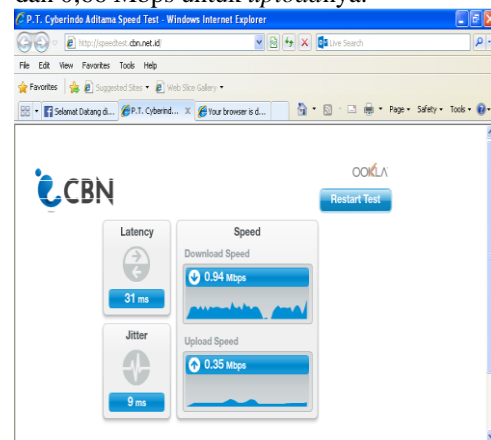 dan 0,60 Mbps untuk uploadnya.
P.T. Cyberindo Aditama Speed Test - Windows Internet Explorer
http://speedtest.cbn.net.id
Live Search
File Edit View Favorites Tools Help
Favorites Suggested Sites Web Slice Gallery
Selamat Datang di... P.T. Cyberind... X Your browser is d... Page Safety Tools
CBN
OOKLA
Restart Test
Latency
31 ms
Jitter
9 ms
Speed
Download Speed
0.94 Mbps
Upload Speed
0.35 Mbps